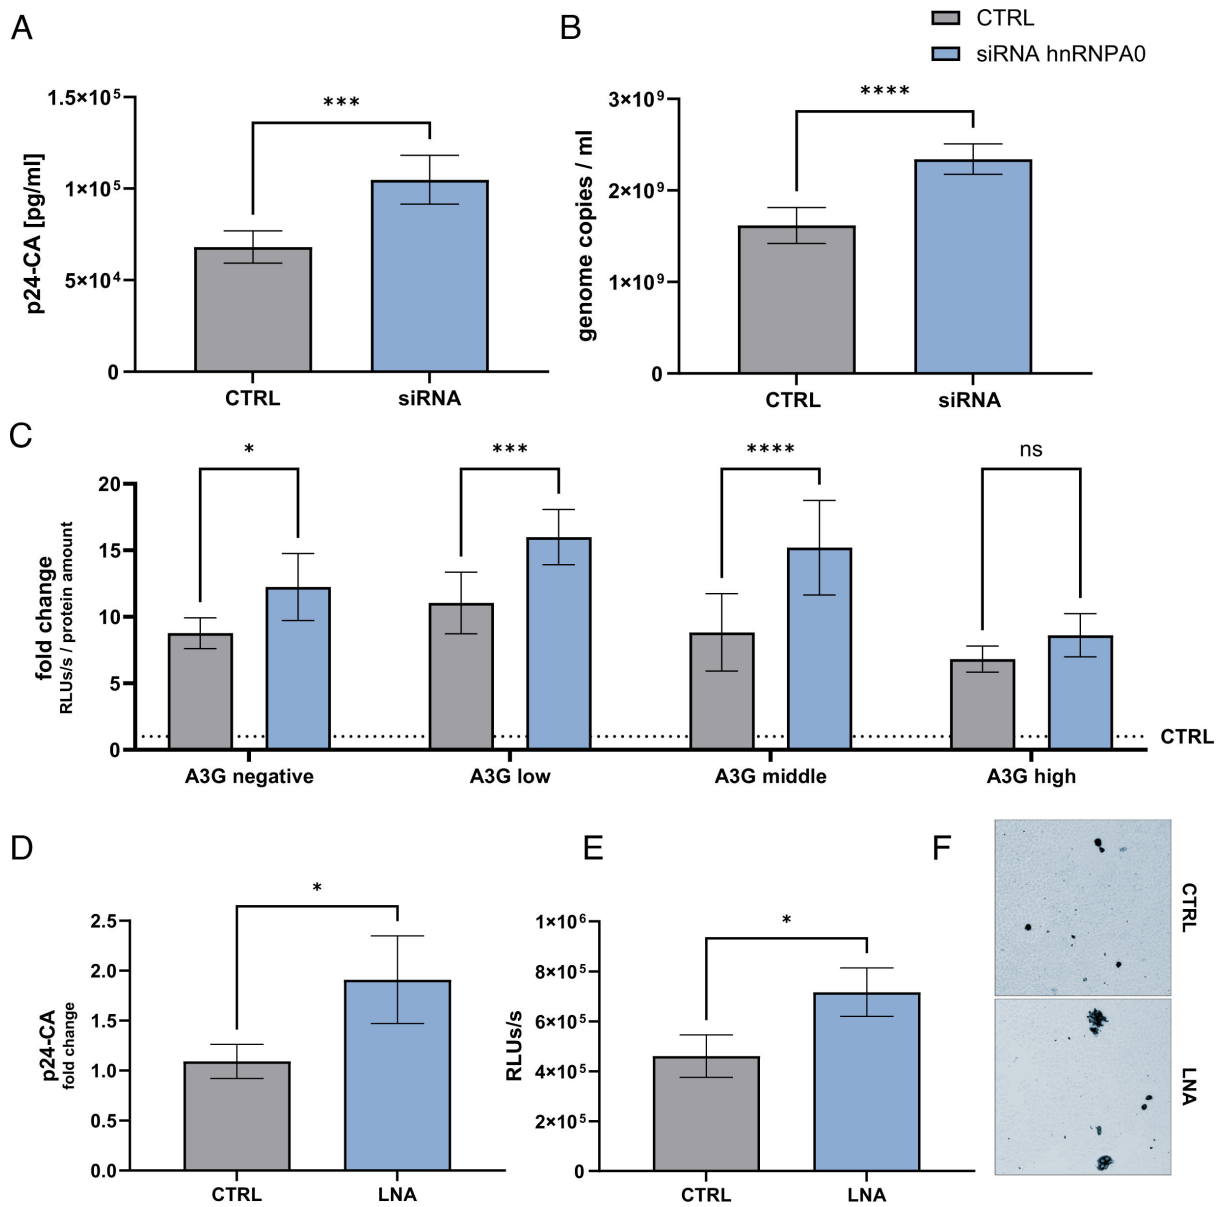 A
B
CTRL
siRNA hnRNPA0
p24-CA [pg/ml]
1.5×10⁵
1×10⁵
5×10⁴
0
***
CTRL
siRNA
genome copies / ml
3×10⁹
2×10⁹
1×10⁹
0
****
CTRL
siRNA
C
fold change
RLUs/s / protein amount
20
15
10
5
0
*
***
****
ns
CTRL
A3G negative
A3G low
A3G middle
A3G high
D
p24-CA
fold change
2.5
2.0
1.5
1.0
0.5
0.0
*
CTRL
LNA
E
RLUs/s
1×10⁶
8×10⁵
6×10⁵
4×10⁵
2×10⁵
0
*
CTRL
LNA
F
CTRL
LNA